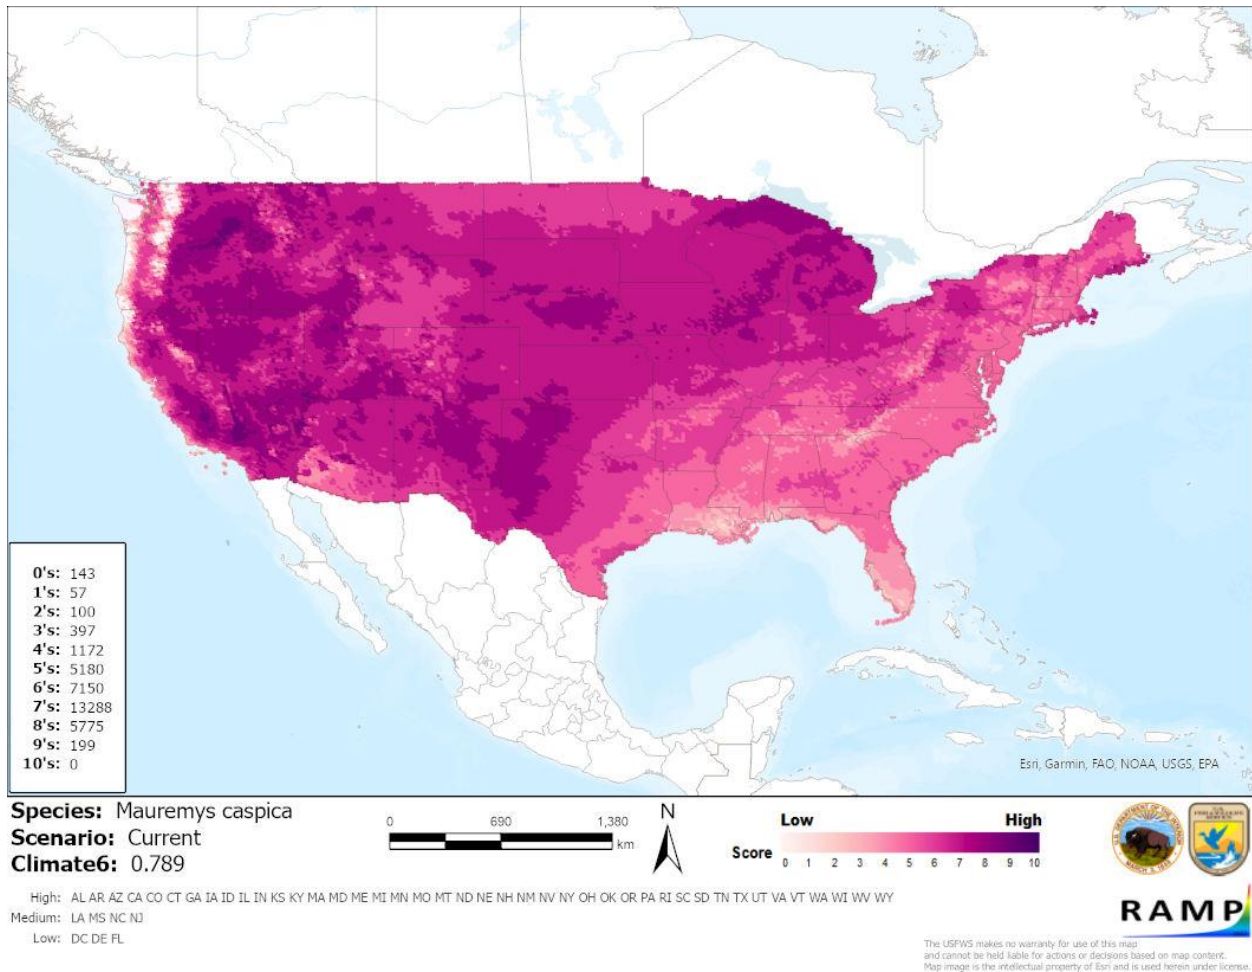 0's: 143
1's: 57
2's: 100
3's: 397
4's: 1172
5's: 5180
6's: 7150
7's: 13288
8's: 5775
9's: 199
10's: 0
Esri, Garmin, FAO, NOAA, USGS, EPA
Species: Mauremys caspica
Scenario: Current
Climate6: 0.789
0 690 1,380
km
N
Low High
Score 0 1 2 3 4 5 6 7 8 9 10
High: AL AR AZ CA CO CT GA IA ID IL IN KS KY MA MD ME MI MN MO MT ND NE NH NM NV NY OH OK OR PA RI SC SD TN TX UT VA VT WA WI WV WY
Medium: LA MS NC NJ
Low: DC DE FL
RAMP
The USFWS makes no warranty for use of this map
and cannot be held liable for actions or decisions based on map content.
Map image is the intellectual property of Esri and is used herein under license.